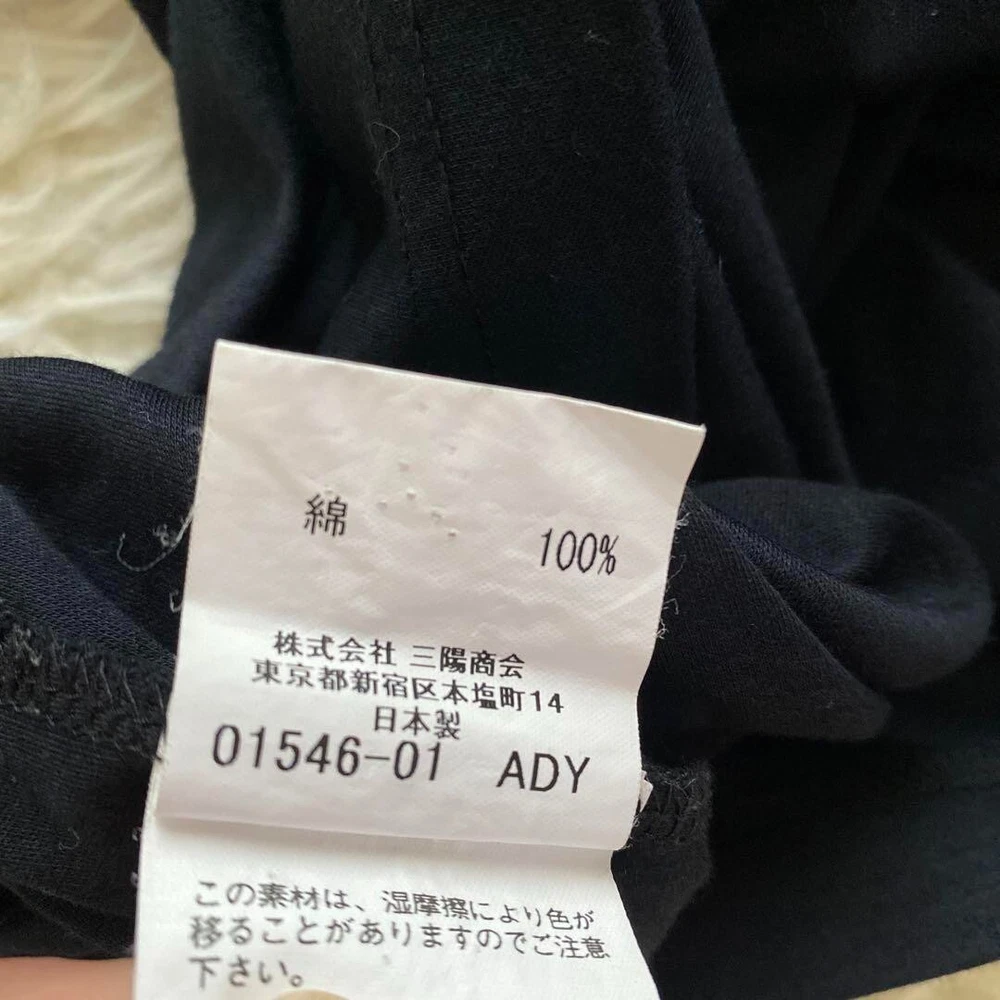 綿 100%
株式会社 三陽商会
東京都新宿区本塩町14
日本製
01546-01 ADY
この素材は、湿摩擦により色が
移ることがありますのでご注意
下さい。